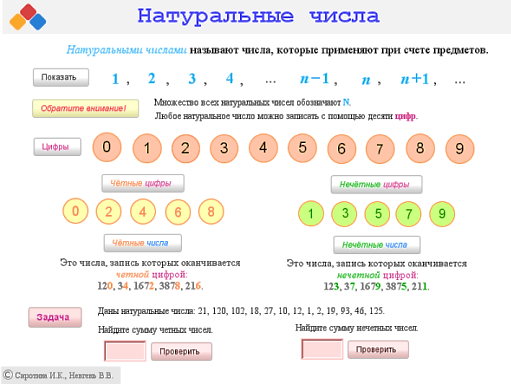 Натуральные числа
Натуральными числами называют числа, которые применяют при счете предметов.
Показать 1 , 2 , 3 , 4 , ... n−1 , n , n+1 , ...
Обратите внимание!
Множество всех натуральных чисел обозначают N.
Любое натуральное число можно записать с помощью десяти цифр.
Цифры 0 1 2 3 4 5 6 7 8 9
Чётные цифры
Нечётные цифры
0 2 4 6 8
1 3 5 7 9
Чётные числа
Нечётные числа
Это числа, запись которых оканчивается
четной цифрой:
120, 34, 1672, 3878, 216.
Это числа, запись которых оканчивается
нечетной цифрой:
123, 37, 1679, 3875, 211.
Задача
Даны натуральные числа: 21, 120, 102, 18, 27, 10, 12, 1, 2, 19, 93, 46, 125.
Найдите сумму четных чисел.
Найдите сумму нечетных чисел.
Проверить
Проверить
© Сиротина И.К., Невгень В.В.